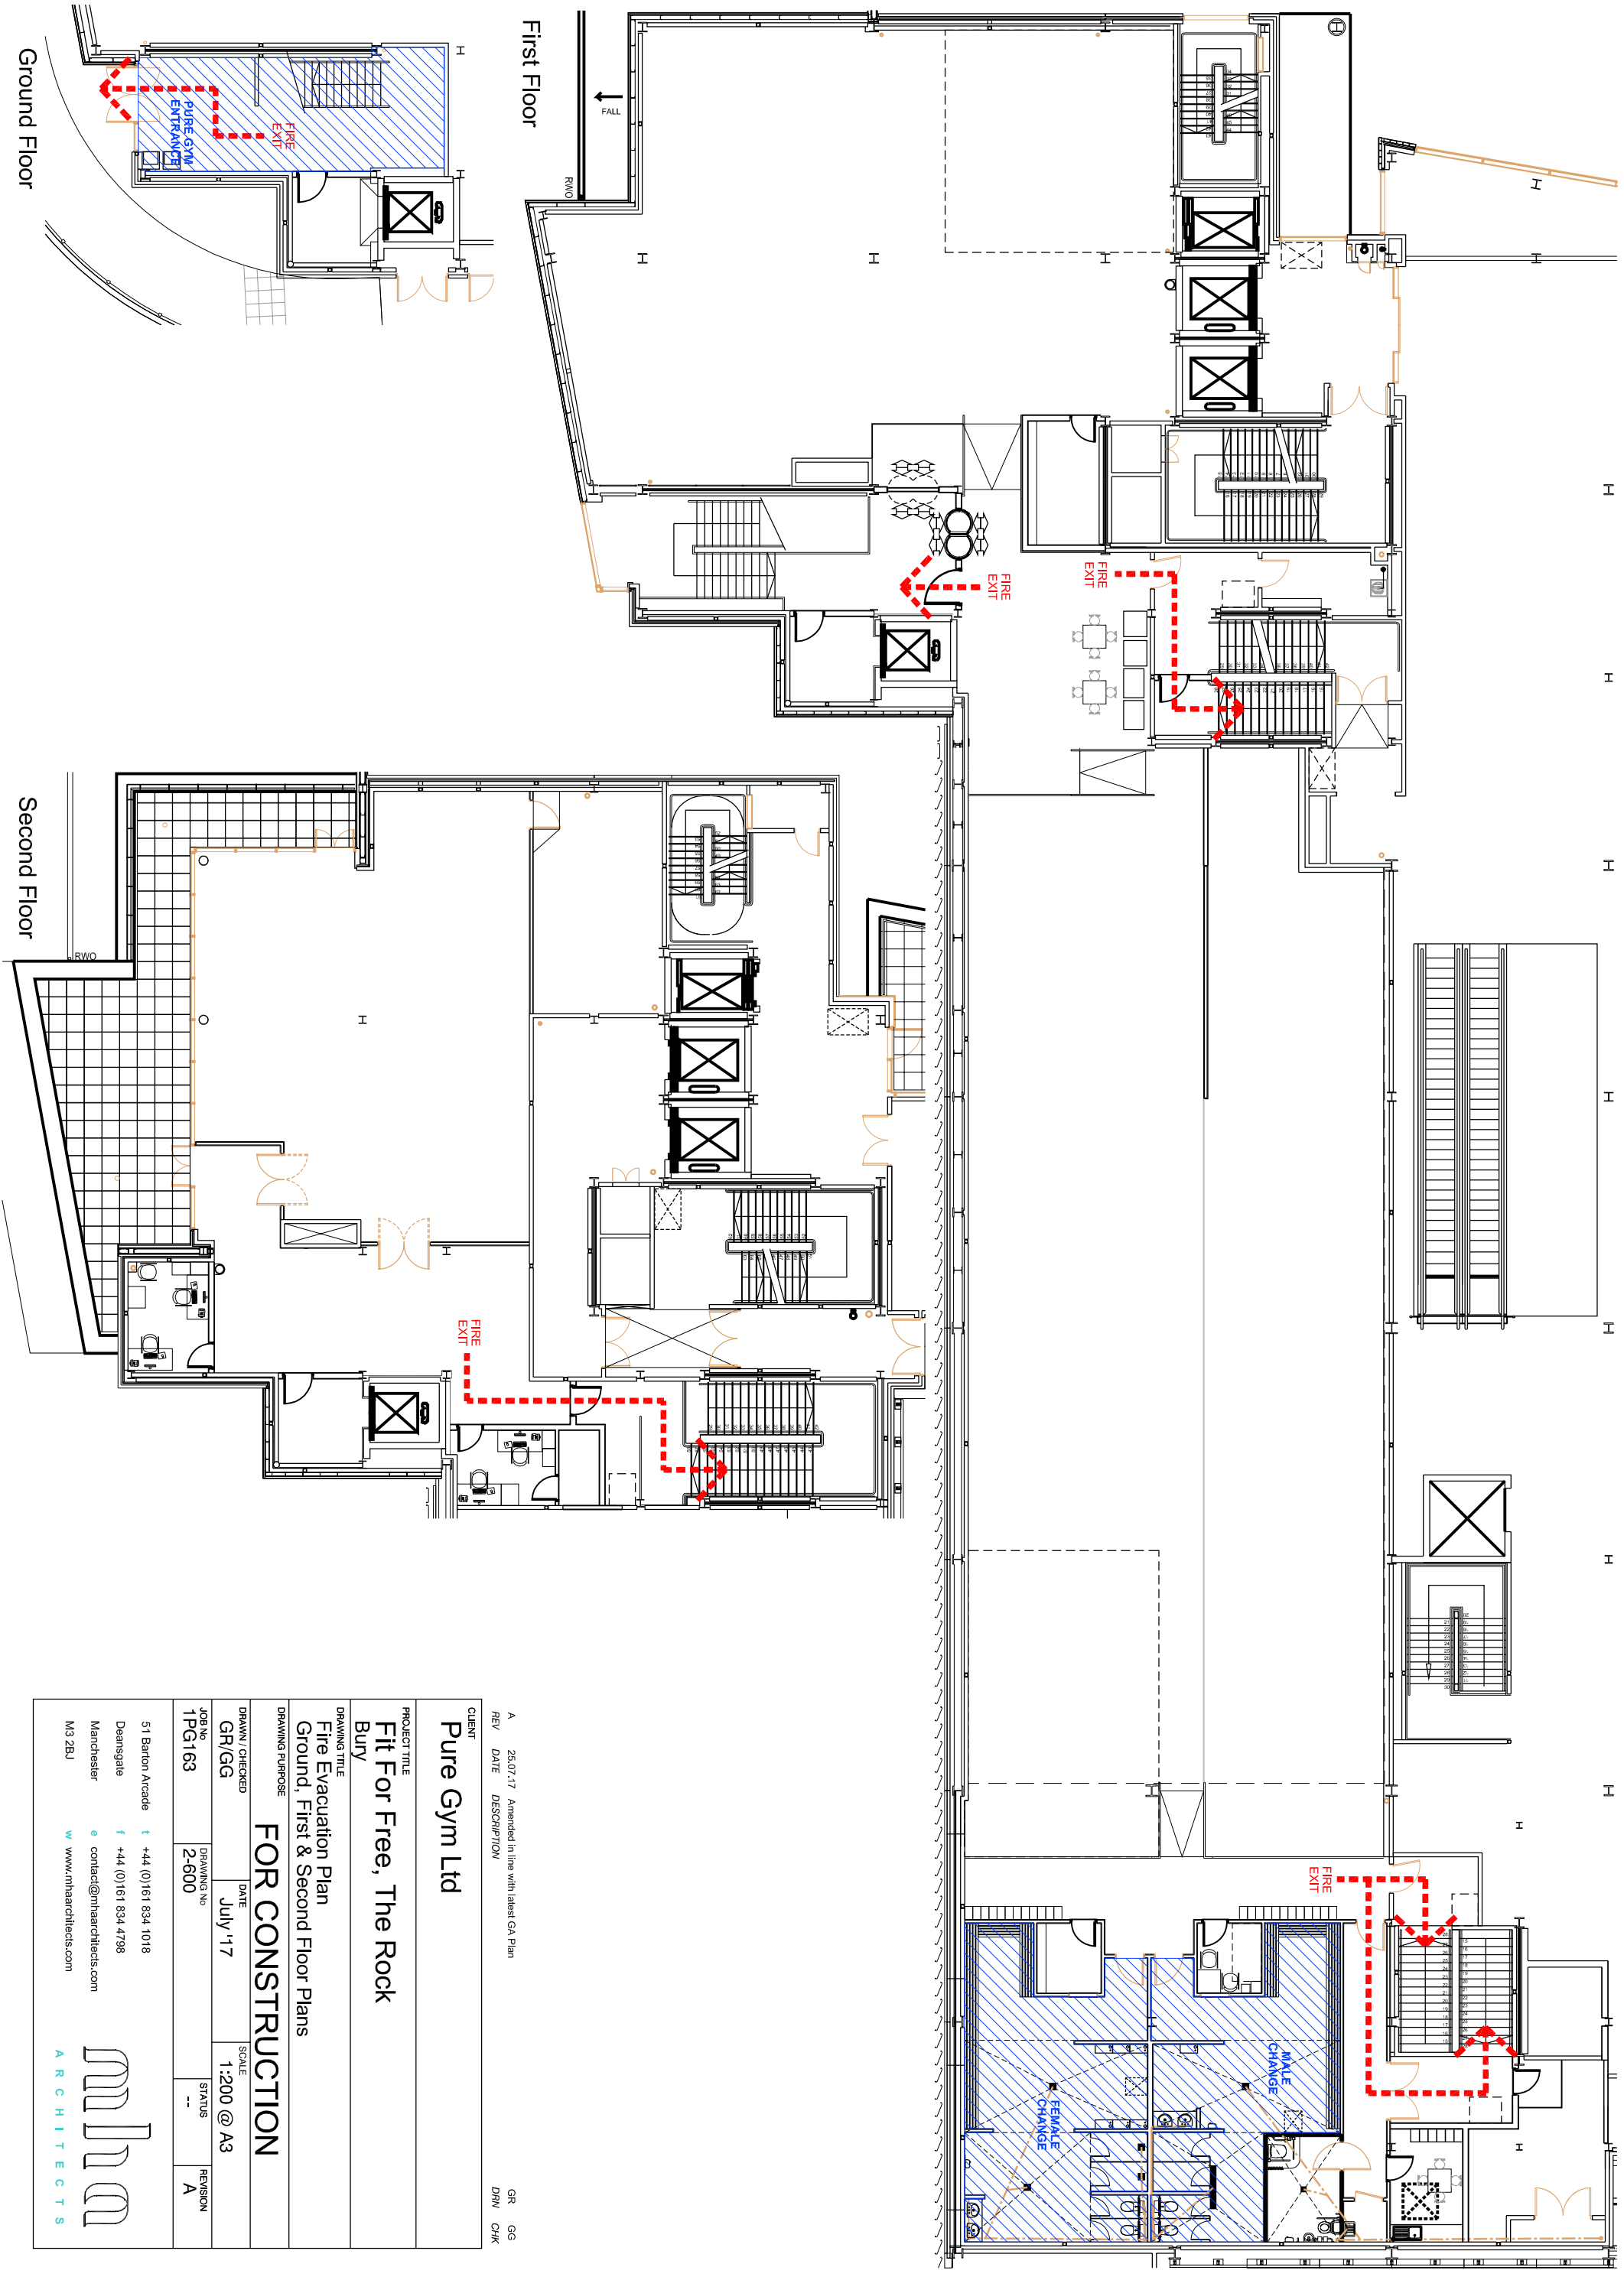 First Floor
FALL
RWO
FIRE
EXIT
FIRE
EXIT
FIRE
EXIT
MALE
CHANGE
FEMALE
CHANGE
Ground Floor
PURE GYM
ENTRANCE
FIRE
EXIT
Second Floor
RWO
FIRE
EXIT
A 25.07.17 Amended in line with latest GA Plan GR GG
REV DATE DESCRIPTION DRN CHK
CLIENT
Pure Gym Ltd
PROJECT TITLE
Fit For Free, The Rock
Bury
DRAWING TITLE
Fire Evacuation Plan
Ground, First & Second Floor Plans
DRAWING PURPOSE
FOR CONSTRUCTION
DRAWN / CHECKED DATE SCALE
GR/GG July'17 1:200 @ A3
JOB No DRAWING No STATUS REVISION
1PG163 2-600 -- A
51 Barton Arcade t +44 (0)161 834 1018
Deansgate f +44 (0)161 834 4798
Manchester e contact@mhaarchitects.com
M3 2BJ w www.mhaarchitects.com
mha
ARCHITECTS